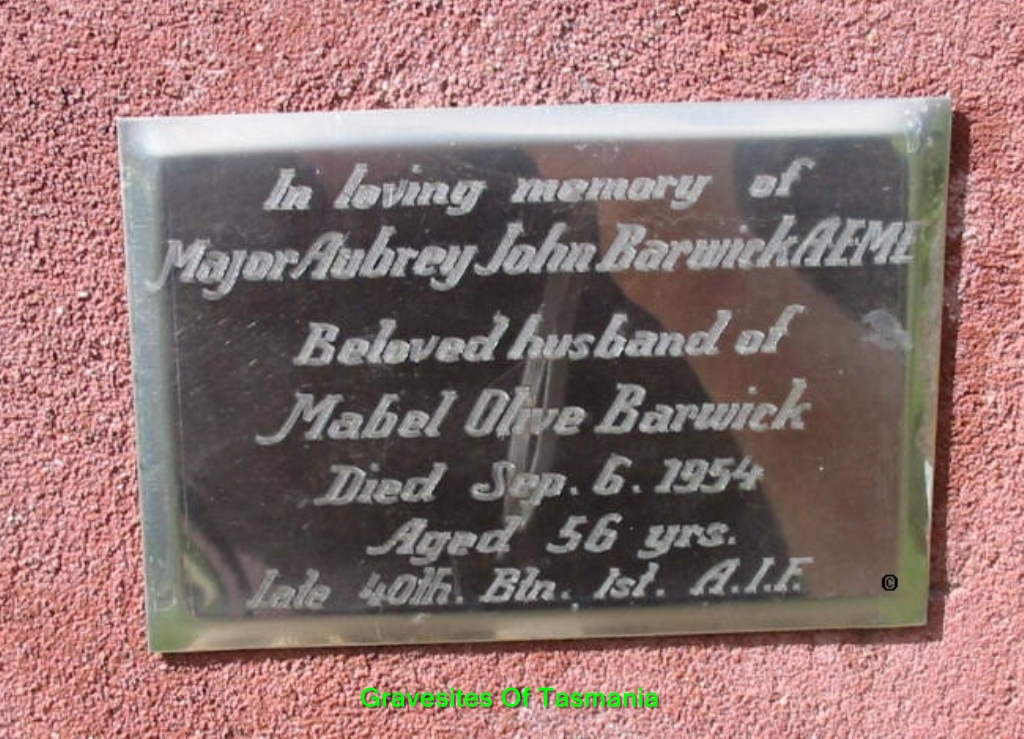 In loving memory of
Major Aubrey John Barwick AEME
Beloved husband of
Mabel Olive Barwick
Died Sep. 6. 1954
Aged 56 yrs.
Late 40th. Btn. 1st. A.I.F.
©
Gravesites Of Tasmania